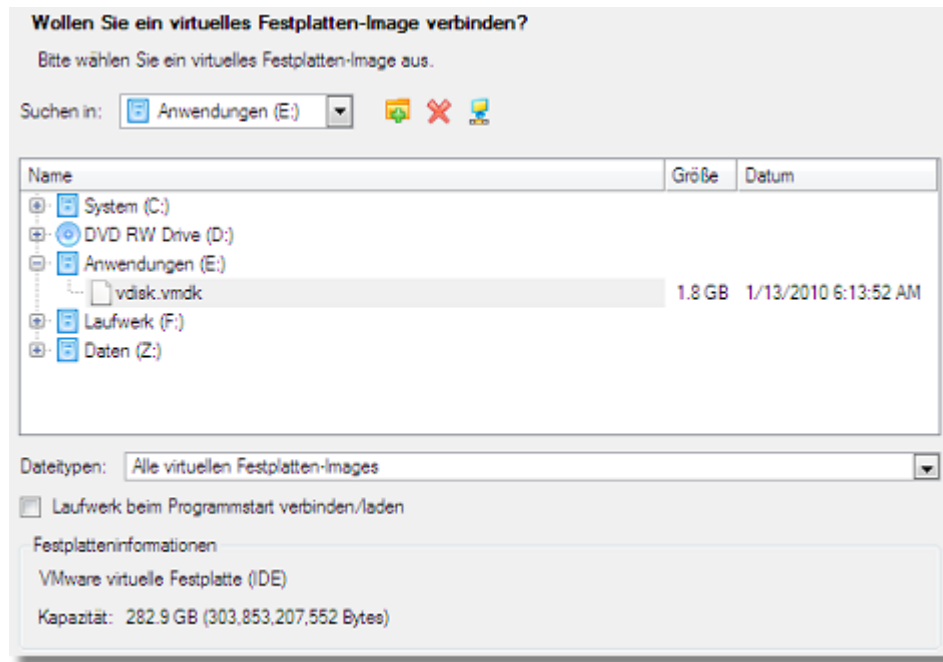 Wollen Sie ein virtuelles Festplatten-Image verbinden?
Bitte wählen Sie ein virtuelles Festplatten-Image aus.
Suchen in: Anwendungen (E:)
Name Größe Datum
System (C:)
DVD RW Drive (D:)
Anwendungen (E:)
vdisk.vmdk 1.8 GB 1/13/2010 6:13:52 AM
Laufwerk (F:)
Daten (Z:)
Dateitypen: Alle virtuellen Festplatten-Images
Laufwerk beim Programmstart verbinden/laden
Festplatteninformationen
VMware virtuelle Festplatte (IDE)
Kapazität: 282.9 GB (303,853,207,552 Bytes)